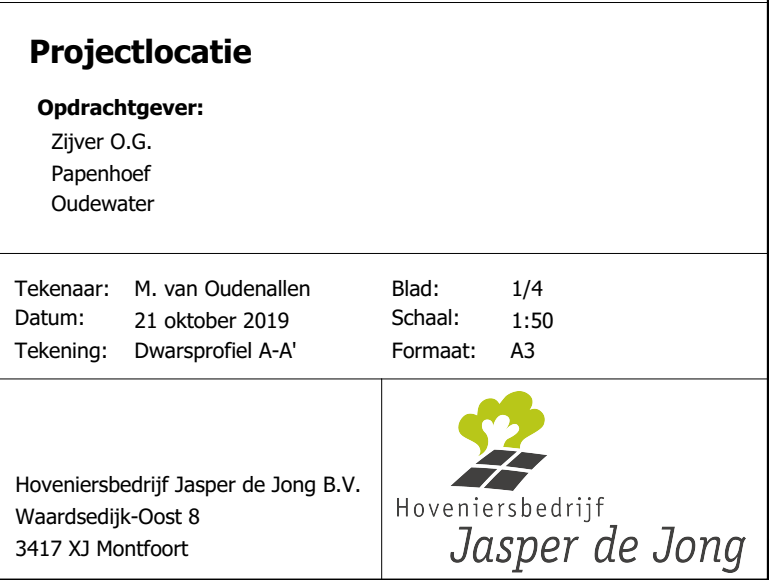 Projectlocatie
Opdrachtgever:
Zijver O.G.
Papenhoef
Oudewater
Tekenaar: M. van Oudenallen Blad: 1/4
Datum: 21 oktober 2019 Schaal: 1:50
Tekening: Dwarsprofiel A-A' Formaat: A3
Hoveniersbedrijf Jasper de Jong B.V.
Waardsedijk-Oost 8
3417 XJ Montfoort
Hoveniersbedrijf
Jasper de Jong